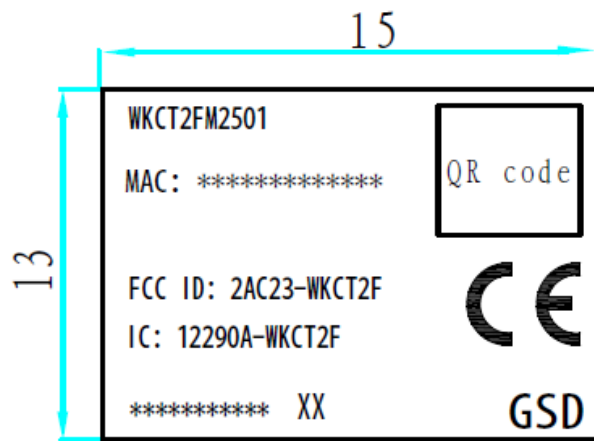 15
WKCT2FM2501
QR code
MAC: *************
13
FCC ID: 2AC23-WKCT2F
CE
IC: 12290A-WKCT2F
*********** XX
GSD